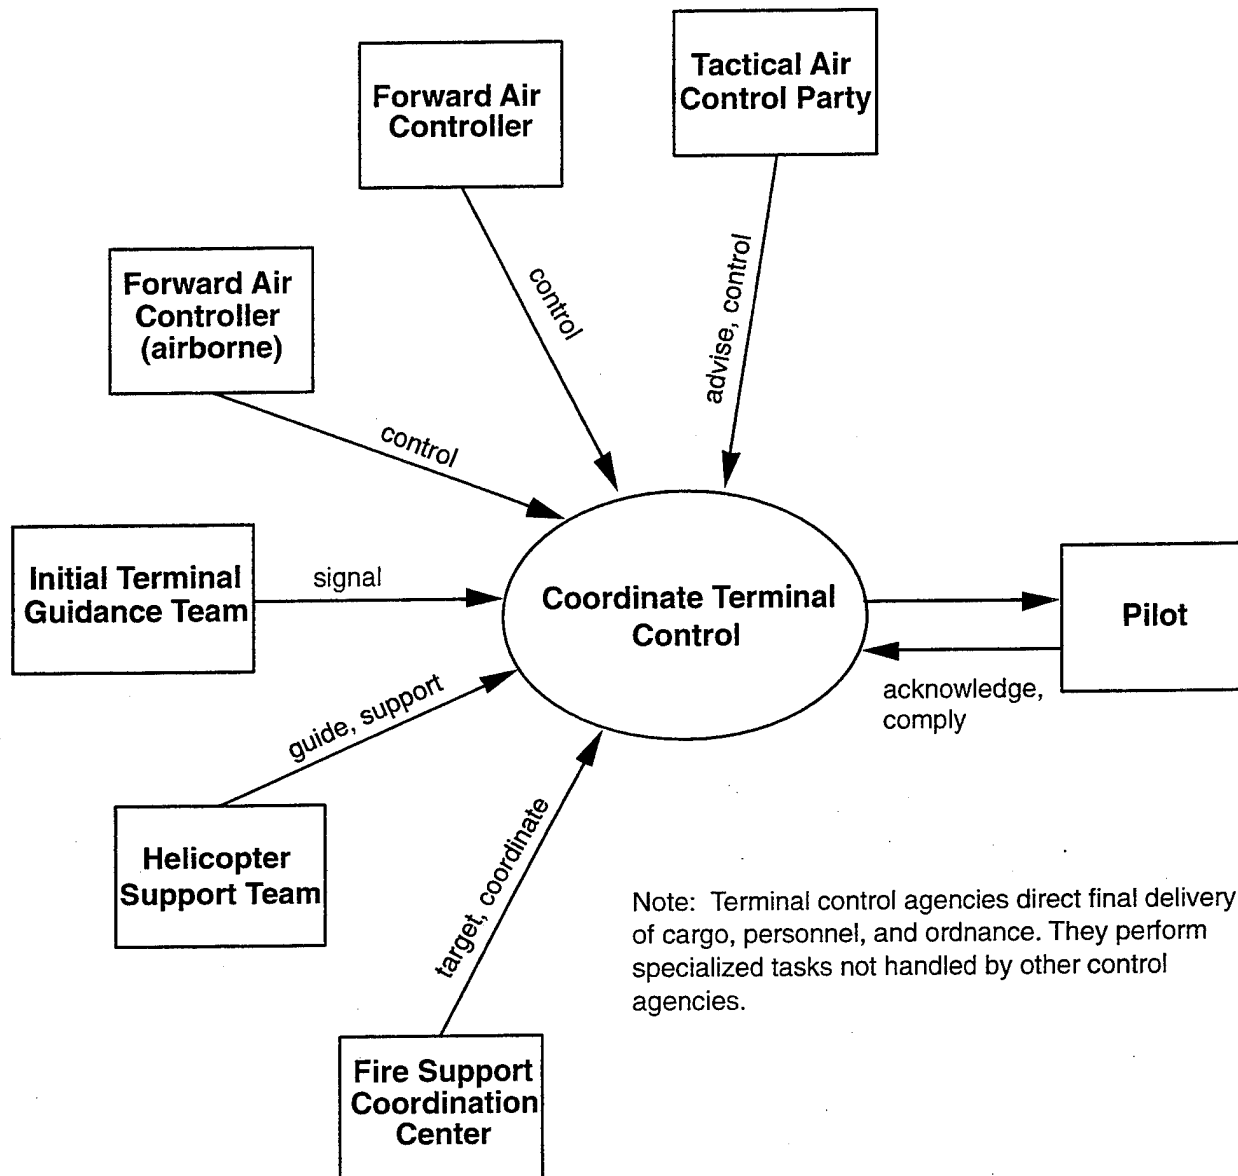 Tactical Air
Control Party
Forward Air
Controller
Forward Air
Controller
(airborne)
control
advise, control
control
Initial Terminal
Guidance Team
signal
Coordinate Terminal
Control
Pilot
acknowledge,
comply
guide, support
Helicopter
Support Team
target, coordinate
Note: Terminal control agencies direct final delivery
of cargo, personnel, and ordnance. They perform
specialized tasks not handled by other control
agencies.
Fire Support
Coordination
Center